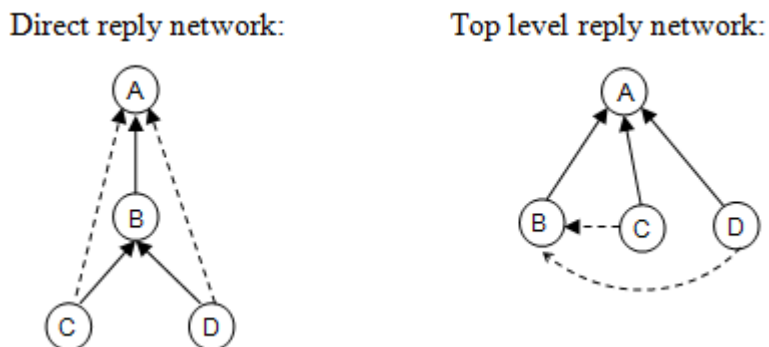 Direct reply network:
Top level reply network:
A
A
B
B
C
D
C
D